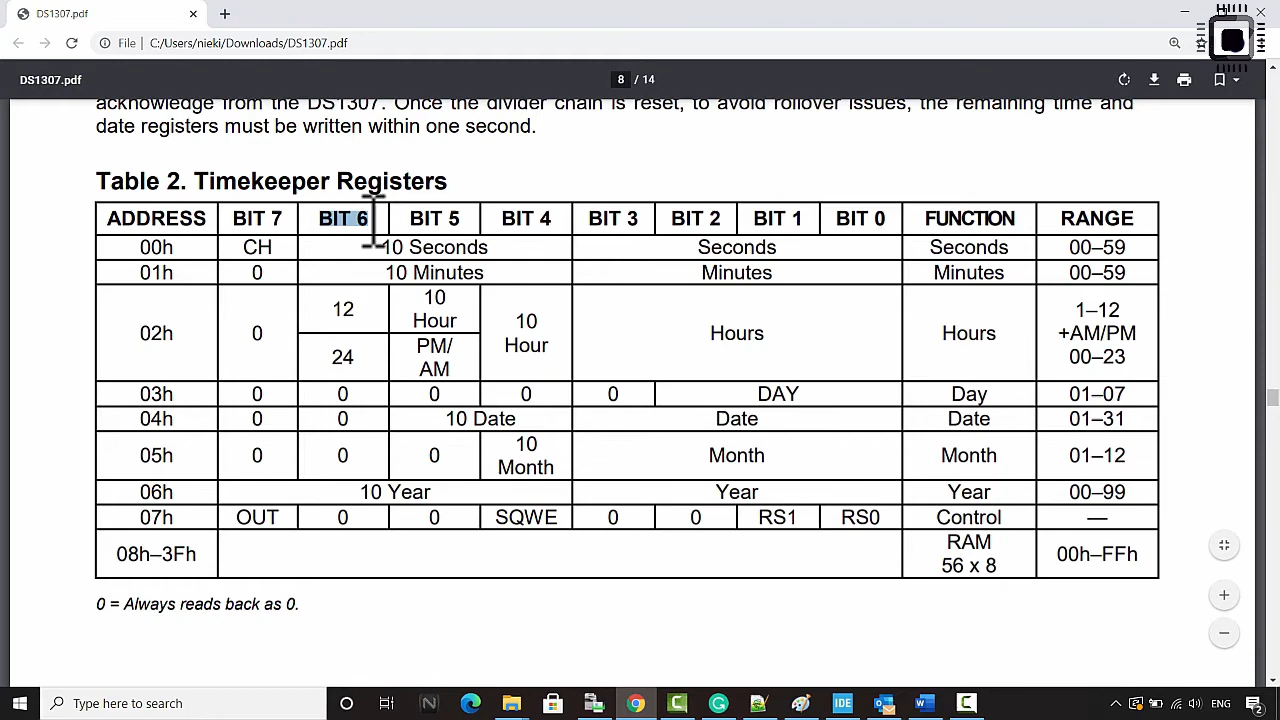 DS1307.pdf
File C:/Users/nieki/Downloads/DS1307.pdf
DS1307.pdf 8 / 14
acknowledge from the DS1307. Once the divider chain is reset, to avoid rollover issues, the remaining time and
date registers must be written within one second.
Table 2. Timekeeper Registers
ADDRESS BIT 7 BIT 6 BIT 5 BIT 4 BIT 3 BIT 2 BIT 1 BIT 0 FUNCTION RANGE
00h CH 10 Seconds Seconds Seconds 00–59
01h 0 10 Minutes Minutes Minutes 00–59
02h 0 12 24 10 Hour PM/ AM 10 Hour Hours Hours 1–12 +AM/PM 00–23
03h 0 0 0 0 0 DAY Day 01–07
04h 0 0 10 Date Date Date 01–31
05h 0 0 0 10 Month Month Month 01–12
06h 10 Year Year Year 00–99
07h OUT 0 0 SQWE 0 0 RS1 RS0 Control —
08h–3Fh RAM 56 x 8 00h–FFh
0 = Always reads back as 0.
Type here to search
IDE
ENG
2